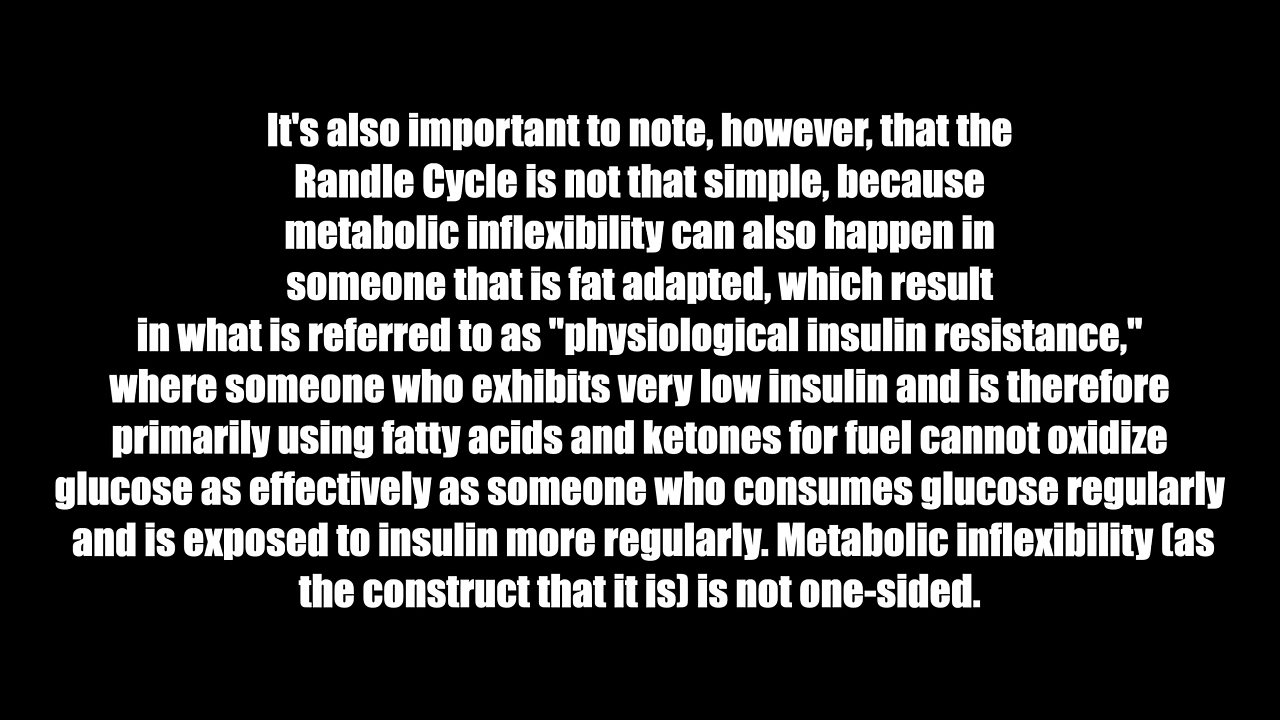 It's also important to note, however, that the
Randle Cycle is not that simple, because
metabolic inflexibility can also happen in
someone that is fat adapted, which result
in what is referred to as "physiological insulin resistance,"
where someone who exhibits very low insulin and is therefore
primarily using fatty acids and ketones for fuel cannot oxidize
glucose as effectively as someone who consumes glucose regularly
and is exposed to insulin more regularly. Metabolic inflexibility (as
the construct that it is) is not one-sided.